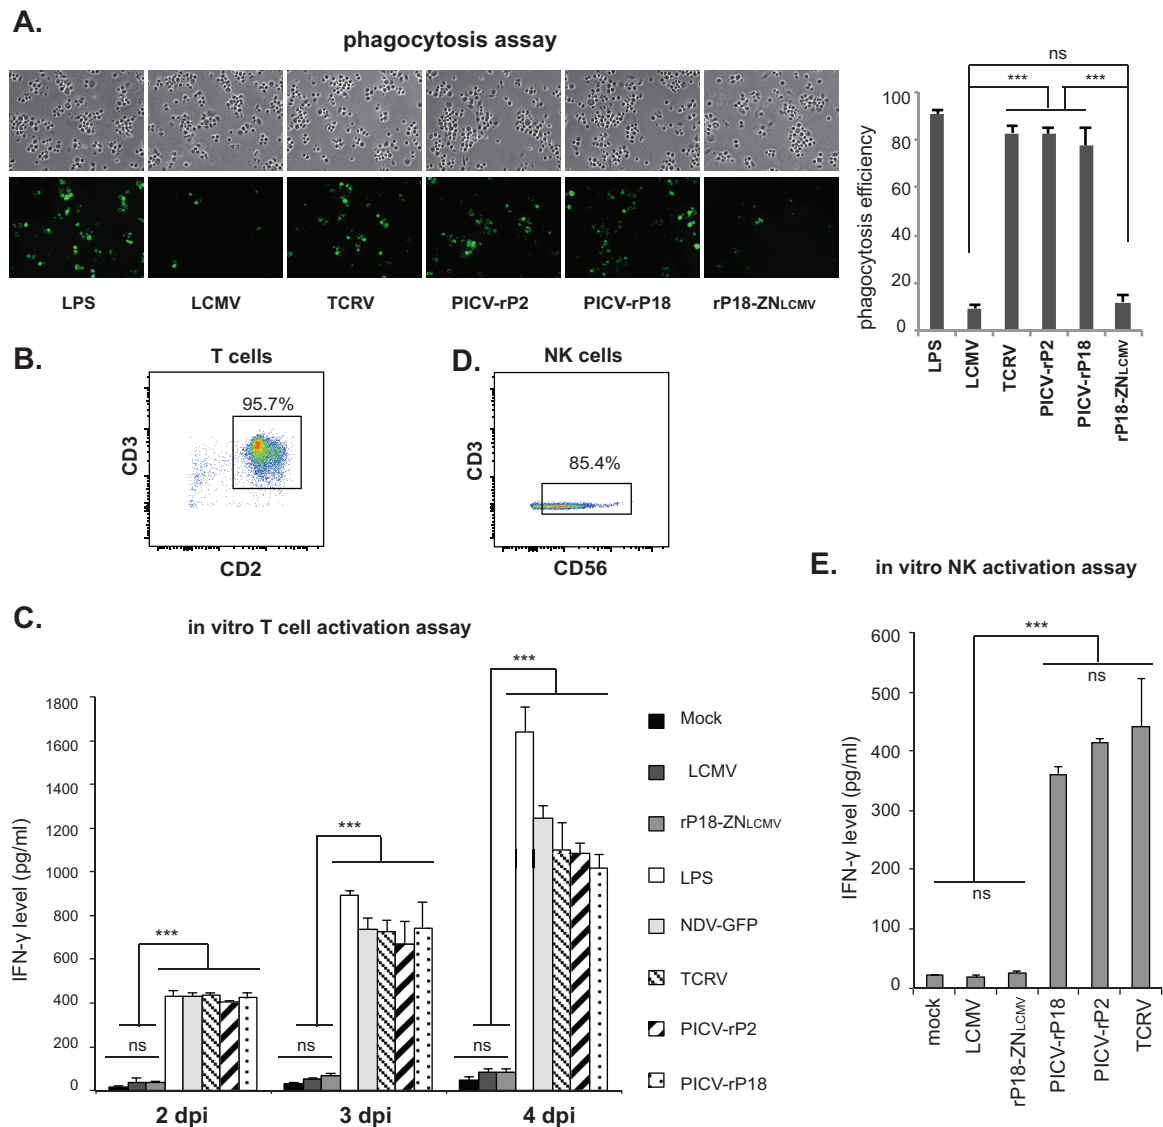 A.
phagocytosis assay
LPS
LCMV
TCRV
PICV-rP2
PICV-rP18
rP18-ZNLCMV
ns
***
***
phagocytosis efficiency
100
80
60
40
20
0
LPS
LCMV
TCRV
PICV-rP2
PICV-rP18
rP18-ZNLCMV
B.
T cells
95.7%
CD3
CD2
D.
NK cells
85.4%
CD3
CD56
C.
in vitro T cell activation assay
IFN-γ level (pg/ml)
1800
1600
1400
1200
1000
800
600
400
200
0
***
ns
***
ns
***
ns
2 dpi
3 dpi
4 dpi
Mock
LCMV
rP18-ZNLCMV
LPS
NDV-GFP
TCRV
PICV-rP2
PICV-rP18
E.
in vitro NK activation assay
IFN-γ level (pg/ml)
600
500
400
300
200
100
0
***
ns
ns
mock
LCMV
rP18-ZNLCMV
PICV-rP18
PICV-rP2
TCRV